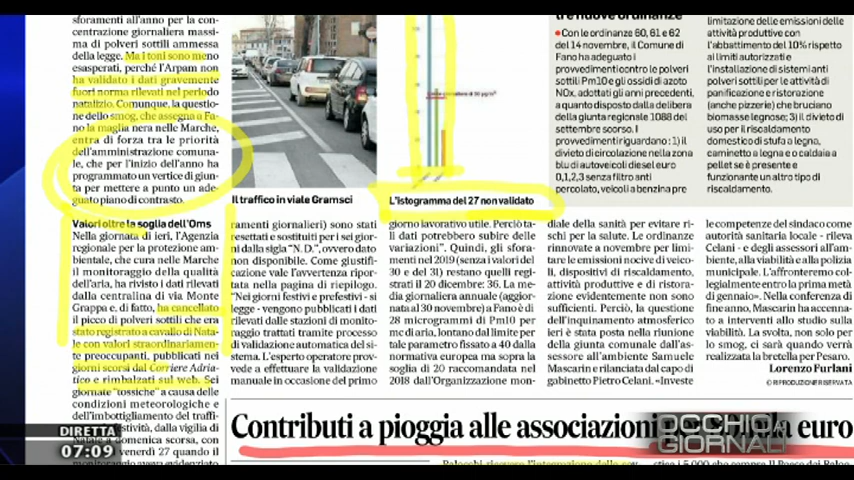 sforamenti all'anno per la con-
centrazione giornaliera massi-
ma di polveri sottili ammessa
della legge. Ma i toni sono meno
esasperati, perché l'Arpam non
ha validato i dati gravemente
fuori norma rilevati nel periodo
natalizio. Comunque, la questio-
ne dello smog, che assegna a Fa-
no la maglia nera nelle Marche,
entra di forza tra le priorità
dell'amministrazione comuna-
le, che per l'inizio dell'anno ha
programmato un vertice di giun-
ta per mettere a punto un ade-
guato piano di contrasto.
Valori oltre la soglia dell'Oms
Nella giornata di ieri, l'Agenzia
regionale per la protezione am-
bientale, che cura nelle Marche
il monitoraggio della qualità
dell'aria, ha rivisto i dati rilevati
dalla centralina di via Monte
Grappa e, di fatto, ha cancellato
il picco di polveri sottili che era
stato registrato a cavallo di Nata-
le con valori straordinariamen-
te preoccupanti, pubblicati nei
giorni scorsi dal Corriere Adria-
tico e rimbalzati sul web. Sei
giornate "tossiche" a causa delle
condizioni meteorologiche e
dell'imbottigliamento del traffi-
festività, dalla vigilia di
Natale a domenica scorsa, con
venerdì 27 quando il
Il traffico in viale Gramsci
L'istogramma del 27 non validato
ramenti giornalieri) sono stati
resettati e sostituiti per i sei gior-
ni dalla sigla "N.D.", ovvero dato
non disponibile. Come giustifi-
cazione vale l'avvertenza ripor-
tata nella pagina di riepilogo.
"Nei giorni festivi e prefestivi - si
legge - vengono pubblicati i dati
rilevati dalle stazioni di monito-
raggio trattati tramite processo
di validazione automatica del si-
stema. L'esperto operatore prov-
vede a effettuare la validazione
manuale in occasione del primo
giorno lavorativo utile. Perciò ta-
li dati potrebbero subire delle
variazioni". Quindi, gli sfora-
menti nel 2019 (senza i valori del
30 e del 31) restano quelli regi-
strati il 20 dicembre: 36. La me-
dia giornaliera annuale (aggior-
nata al 30 novembre) a Fano è di
28 microgrammi di Pm10 per
mc di aria, lontano dal limite per
tale parametro fissato a 40 dalla
normativa europea ma sopra la
soglia di 20 raccomandata nel
2018 dall'Organizzazione mon-
diale della sanità per evitare ri-
schi per la salute. Le ordinanze
rinnovate a novembre per limi-
tare le emissioni nocive di veico-
li, dispositivi di riscaldamento,
attività produttive e di ristora-
zione evidentemente non sono
sufficienti. Perciò, la questione
dell'inquinamento atmosferico
ieri è stata posta nella riunione
della giunta comunale dall'as-
sessore all'ambiente Samuele
Mascarin e rilanciata dal capo di
gabinetto Pietro Celani. «Investe
le competenze del sindaco come
autorità sanitaria locale - rileva
Celani - e degli assessori all'am-
biente, alla viabilità e alla polizia
municipale. L'affronteremo col-
legialmente entro la prima metà
di gennaio». Nella conferenza di
fine anno, Mascarin ha accenna-
to a interventi allo studio sulla
viabilità. La svolta, non solo per
lo smog, ci sarà quando verrà
realizzata la bretella per Pesaro.
Lorenzo Furlani
© RIPRODUZIONE RISERVATA
tre nuove ordinanze
Con le ordinanze 60, 61 e 62
del 14 novembre, il Comune di
Fano ha adeguato i
provvedimenti contro le polveri
sottili Pm10 e gli ossidi di azoto
NOx, adottati gli anni precedenti,
a quanto disposto dalla delibera
della giunta regionale 1088 del
settembre scorso. I
provvedimenti riguardano: 1) il
divieto di circolazione nella zona
blu di autoveicoli diesel euro
0,1,2,3 senza filtro anti
percolato, veicoli a benzina pre
limitazione delle emissioni delle
attività produttive con
l'abbattimento del 10% rispetto
ai limiti autorizzati e
l'installazione di sistemi anti
polveri sottili per le attività di
panificazione e ristorazione
(anche pizzerie) che bruciano
biomasse legnose; 3) il divieto di
uso per il riscaldamento
domestico di stufa a legna,
caminetto a legna e o caldaia a
pellet se è presente e
funzionante un altro tipo di
riscaldamento.
Contributi a pioggia alle associazioni
da euro
OCCHIO AI
GIORNALI
DIRETTA
07:09